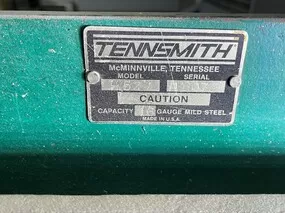 TENNSMITH
McMINNVILLE, TENNESSEE
MODEL SERIAL
CAUTION
CAPACITY GAUGE MILD STEEL
MADE IN U.S.A.